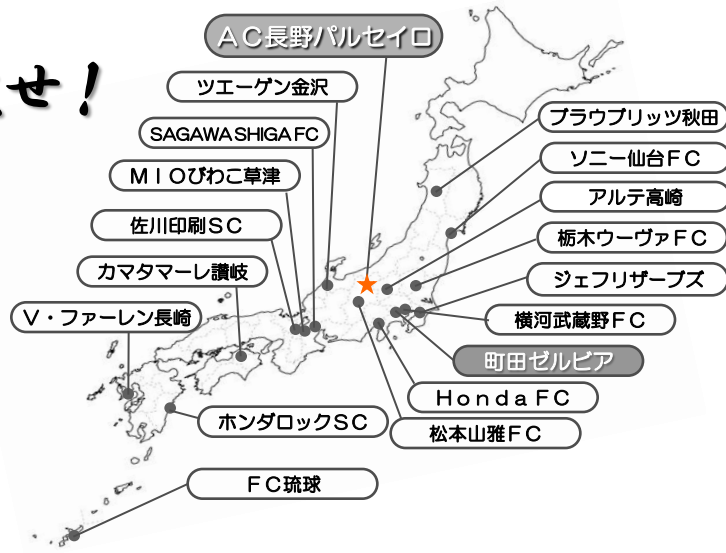 せ!
AC長野パルセイロ
ツエーゲン金沢
SAGAWA SHIGA FC
MIOびわこ草津
佐川印刷SC
カマタマーレ讃岐
V・ファーレン長崎
ブラウブリッツ秋田
ソニー仙台FC
アルテ高崎
栃木ウーヴァFC
ジェフリザーブズ
横河武蔵野FC
町田ゼルビア
Honda FC
松本山雅FC
ホンダロックSC
FC琉球